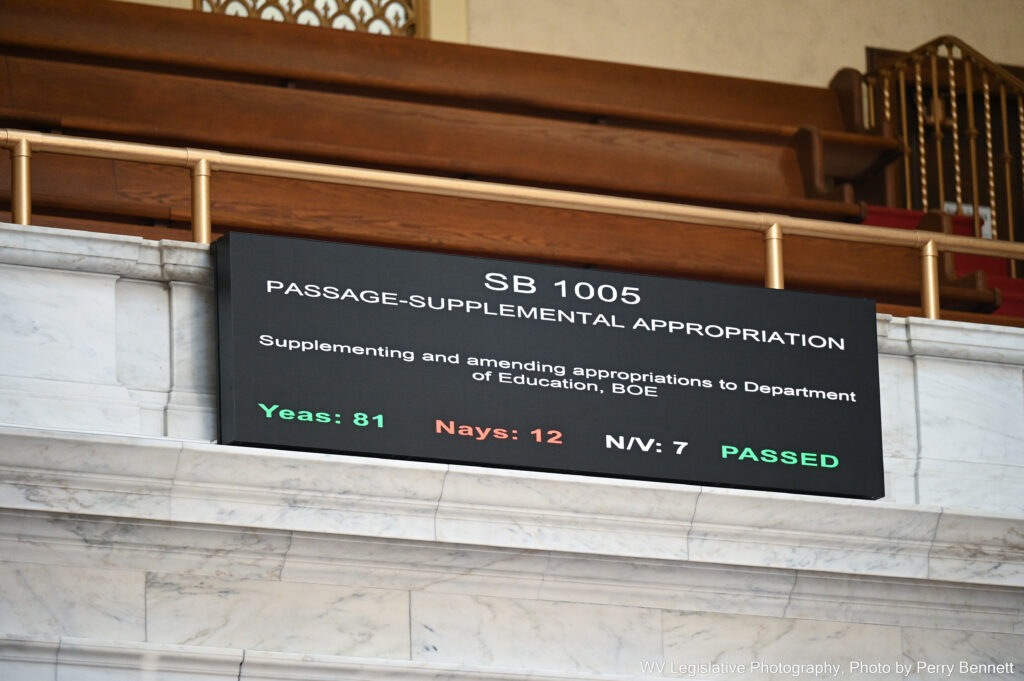 SB 1005
PASSAGE-SUPPLEMENTAL APPROPRIATION
Supplementing and amending appropriations to Department
of Education, BOE
Yeas: 81 Nays: 12 N/V: 7 PASSED
WV Legislative Photography, Photo by Perry Bennett